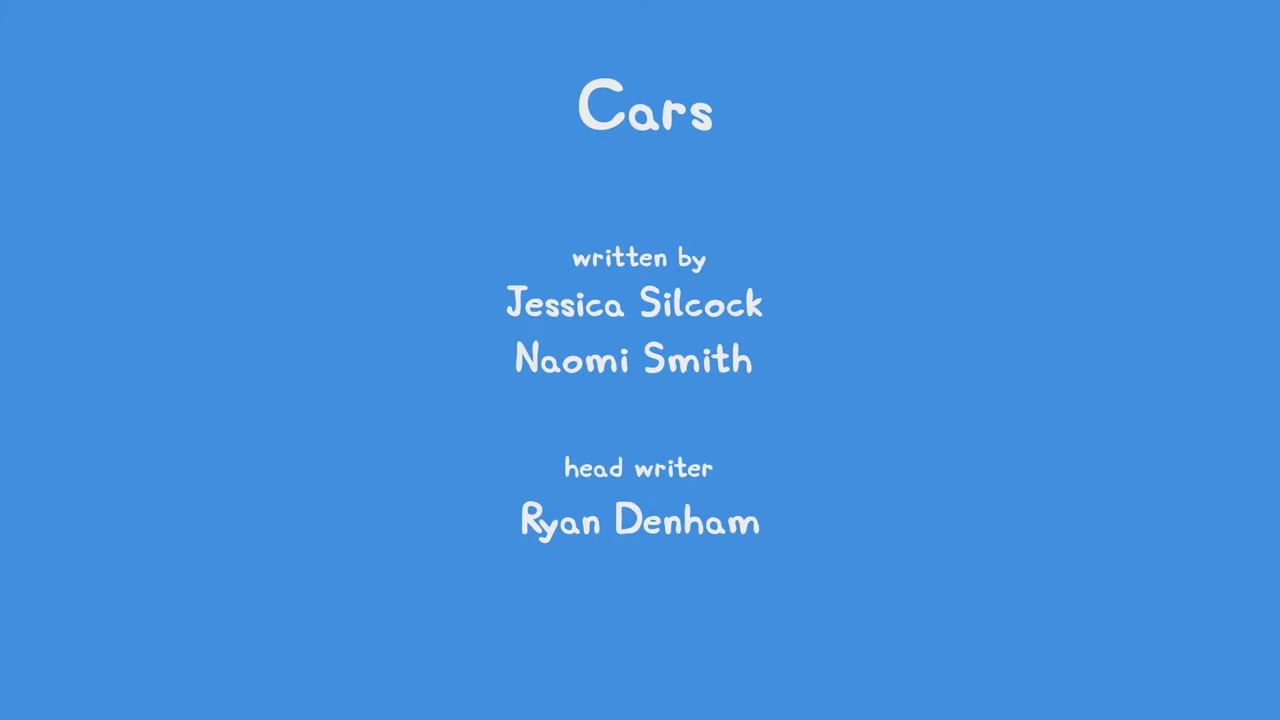 Cars
written by
Jessica Silcock
Naomi Smith
head writer
Ryan Denham